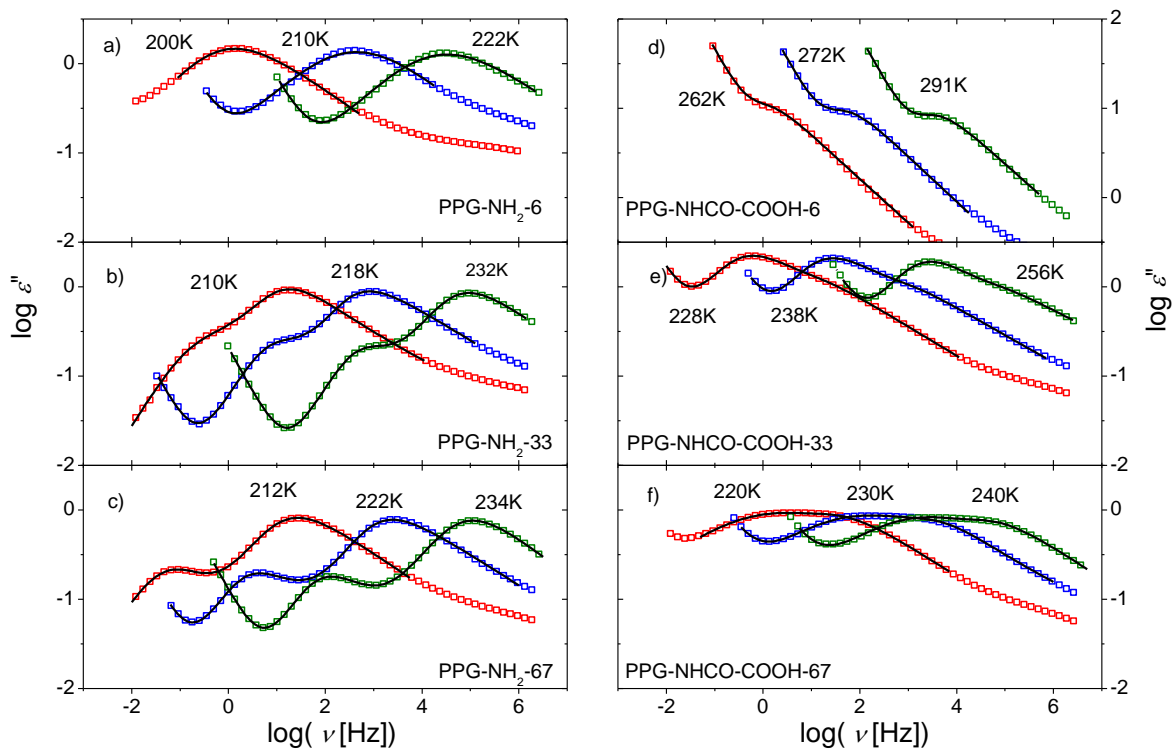 a)
200K
210K
222K
PPG-NH2-6
0
-1
-2
b)
210K
218K
232K
PPG-NH2-33
0
-1
-2
c)
212K
222K
234K
PPG-NH2-67
0
-1
-2
-2 0 2 4 6
log( ν [Hz])
log ε"
d)
262K
272K
291K
PPG-NHCO-COOH-6
2
1
0
e)
228K
238K
256K
PPG-NHCO-COOH-33
0
-1
-2
f)
220K
230K
240K
PPG-NHCO-COOH-67
0
-1
-2
-2 0 2 4 6
log( ν [Hz])
log ε"